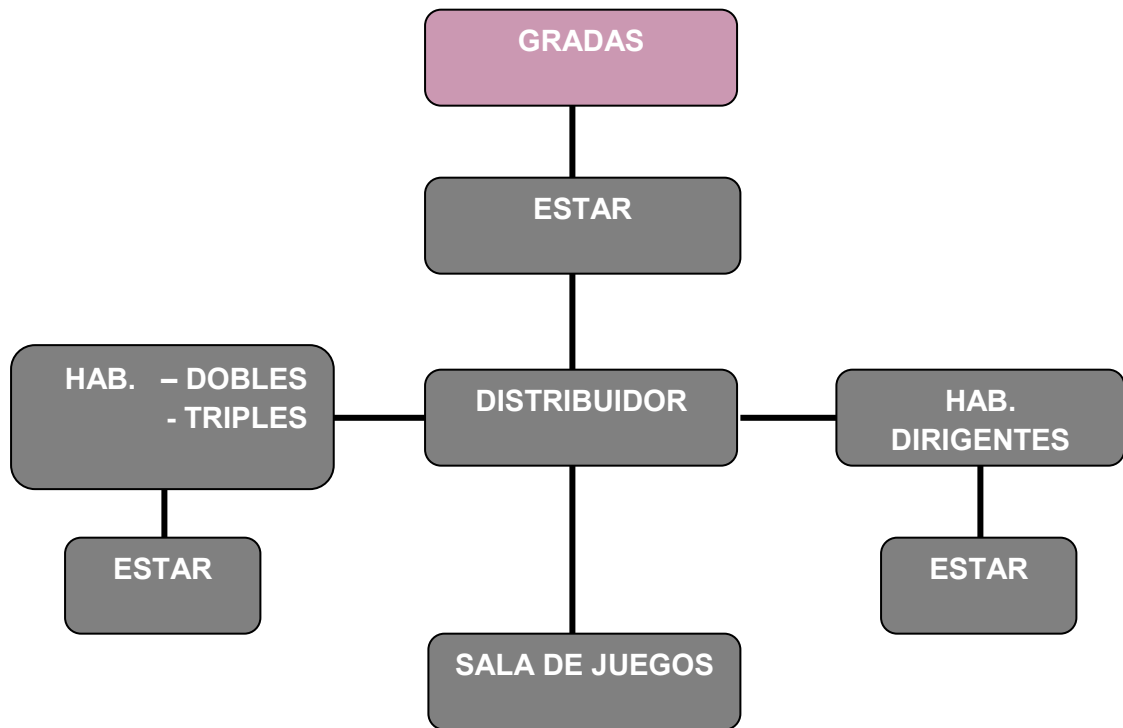 GRADAS
ESTAR
HAB. – DOBLES
- TRIPLES
DISTRIBUIDOR
HAB.
DIRIGENTES
ESTAR
ESTAR
SALA DE JUEGOS